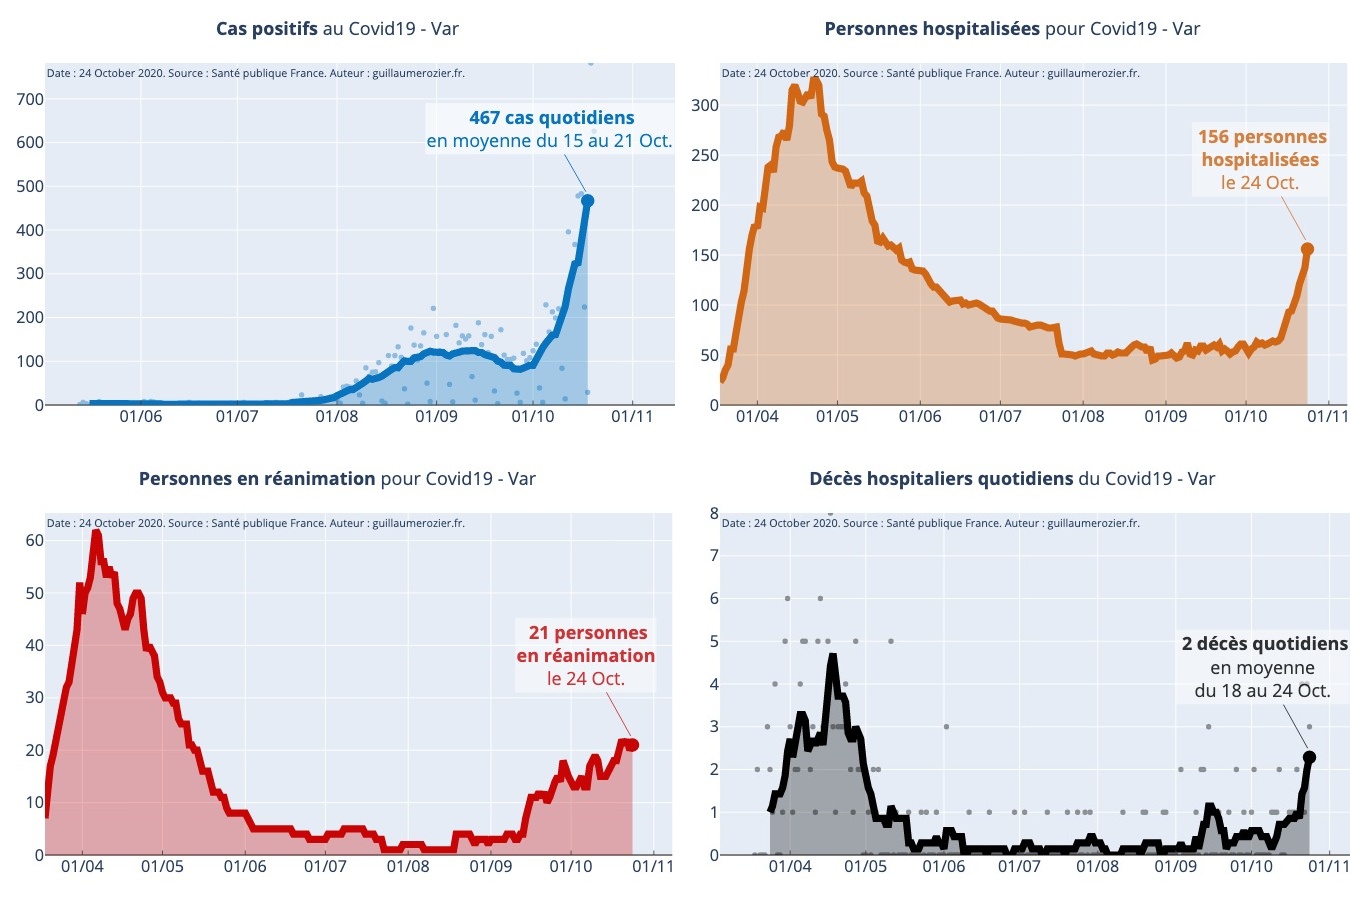 Cas positifs au Covid19 - Var
Date : 24 October 2020. Source : Santé publique France. Auteur : guillaumerozier.fr.
700
600
500
400
300
200
100
0
467 cas quotidiens
en moyenne du 15 au 21 Oct.
01/06 01/07 01/08 01/09 01/10 01/11
Personnes hospitalisées pour Covid19 - Var
Date : 24 October 2020. Source : Santé publique France. Auteur : guillaumerozier.fr.
300
250
200
150
100
50
0
156 personnes
hospitalisées
le 24 Oct.
01/04 01/05 01/06 01/07 01/08 01/09 01/10 01/11
Personnes en réanimation pour Covid19 - Var
Date : 24 October 2020. Source : Santé publique France. Auteur : guillaumerozier.fr.
60
50
40
30
20
10
0
21 personnes
en réanimation
le 24 Oct.
01/04 01/05 01/06 01/07 01/08 01/09 01/10 01/11
Décès hospitaliers quotidiens du Covid19 - Var
Date : 24 October 2020. Source : Santé publique France. Auteur : guillaumerozier.fr.
8
7
6
5
4
3
2
1
0
2 décès quotidiens
en moyenne
du 18 au 24 Oct.
01/04 01/05 01/06 01/07 01/08 01/09 01/10 01/11